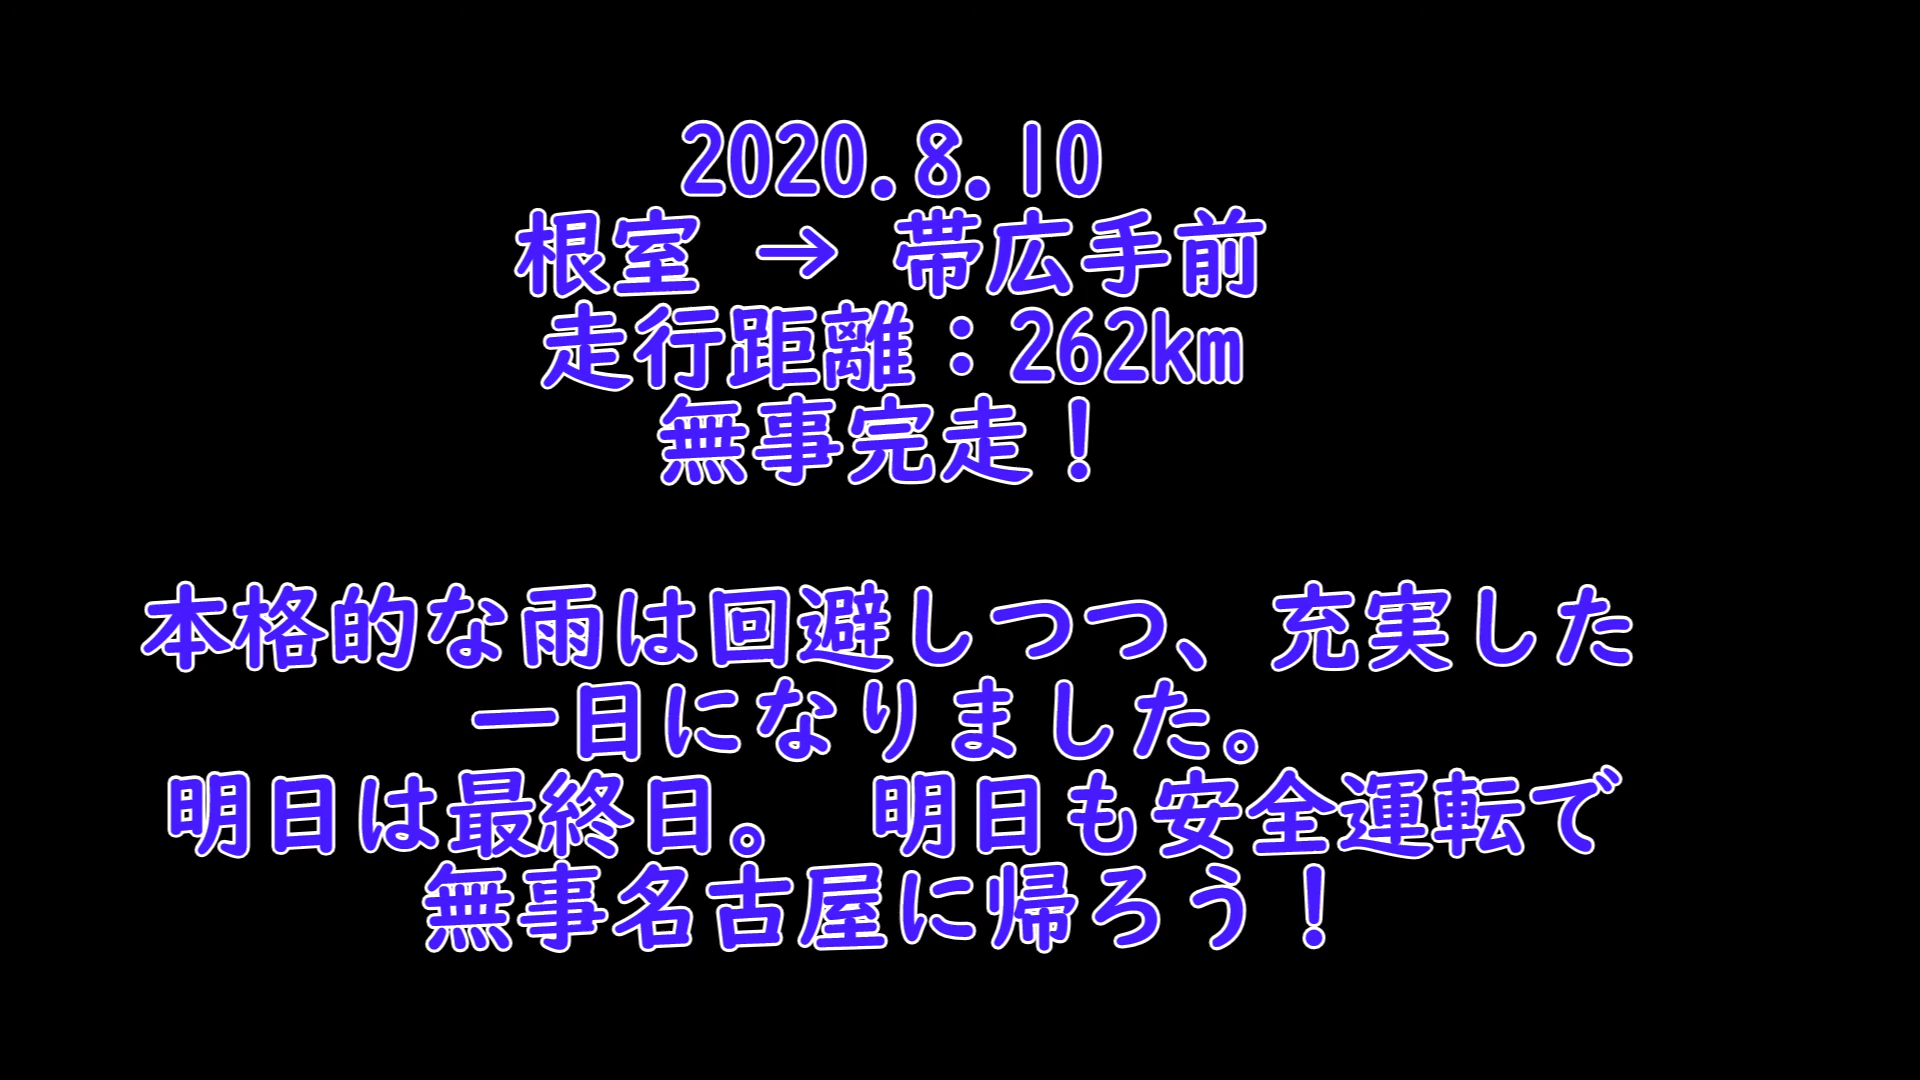 2020.8.10
根室 → 帯広手前
走行距離：262km
無事完走！
本格的な雨は回避しつつ、充実した
一日になりました。
明日は最終日。　明日も安全運転で
無事名古屋に帰ろう！